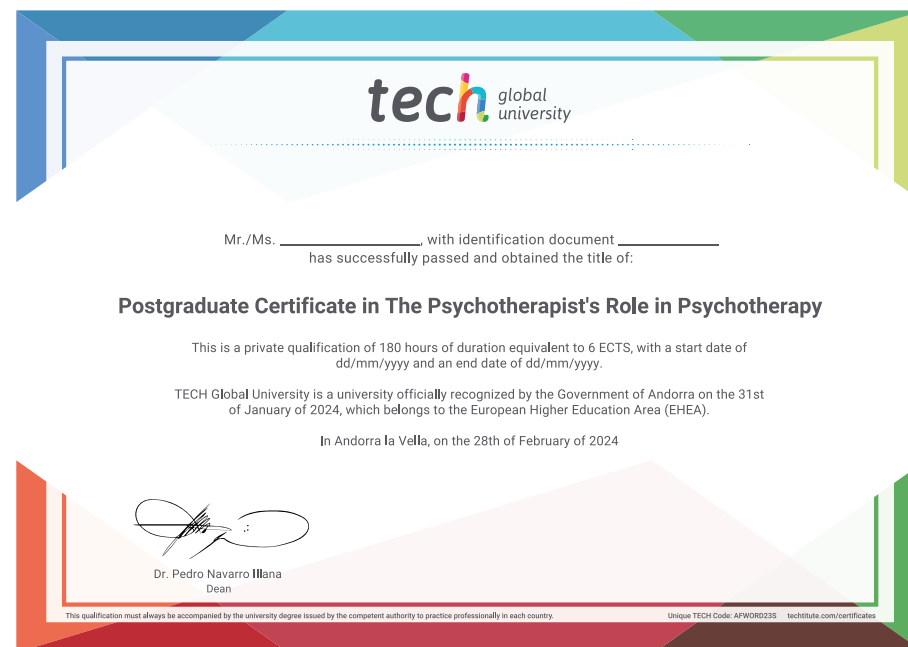 tech global
university
Mr./Ms. ____________, with identification document ____________
has successfully passed and obtained the title of:
Postgraduate Certificate in The Psychotherapist's Role in Psychotherapy
This is a private qualification of 180 hours of duration equivalent to 6 ECTS, with a start date of
dd/mm/yyyy and an end date of dd/mm/yyyy.
TECH Global University is a university officially recognized by the Government of Andorra on the 31st
of January of 2024, which belongs to the European Higher Education Area (EHEA).
In Andorra la Vella, on the 28th of February of 2024
Dr. Pedro Navarro Illana
Dean
This qualification must always be accompanied by the university degree issued by the competent authority to practice professionally in each country. Unique TECH Code: AFWORD23S techtitute.com/certificates